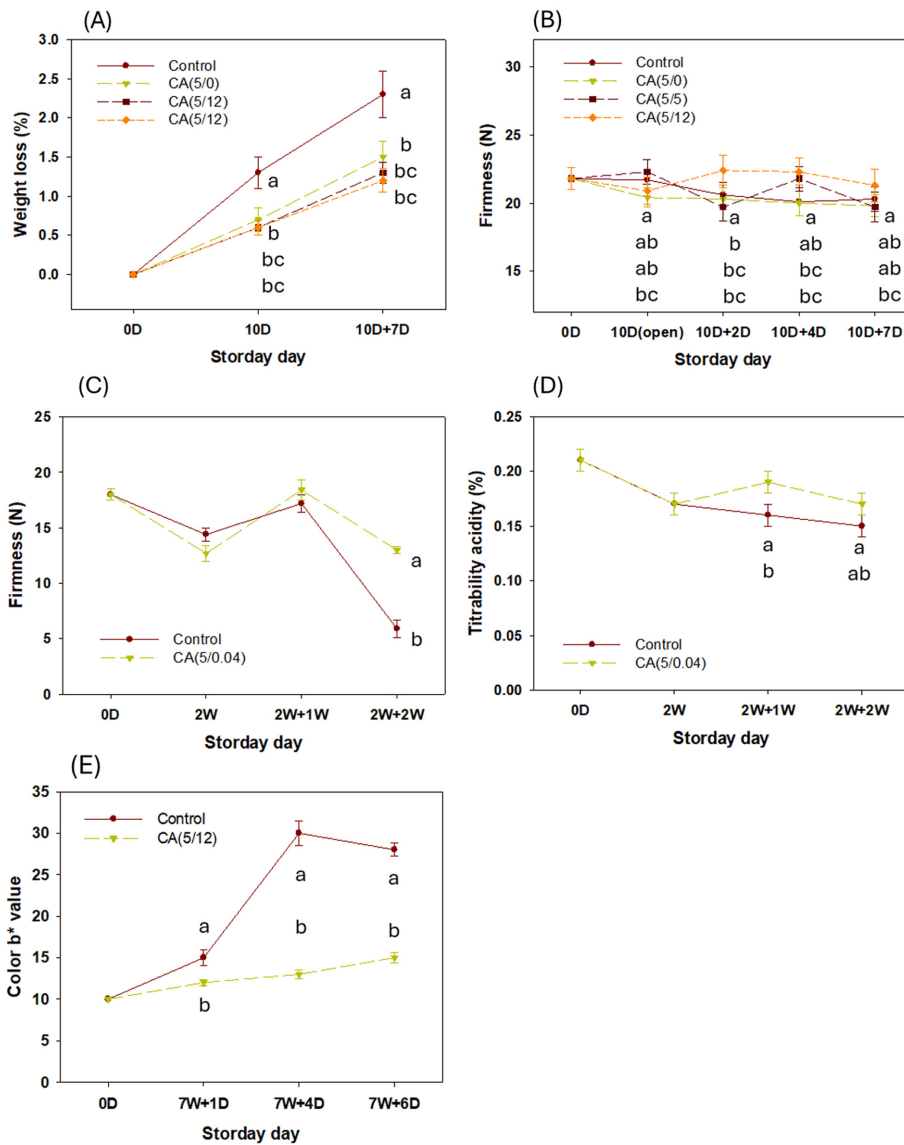 (A)
3.0
2.5
2.0
1.5
1.0
0.5
0.0
Weight loss (%)
Control
CA(5/0)
CA(5/12)
CA(5/12)
a
a
b
bc
bc
b
bc
bc
0D
10D
10D+7D
Storday day
(B)
30
25
20
15
Firmness (N)
Control
CA(5/0)
CA(5/5)
CA(5/12)
a
a
a
a
ab
b
ab
ab
ab
bc
bc
ab
bc
bc
bc
bc
0D
10D(open)
10D+2D
10D+4D
10D+7D
Storday day
(C)
25
20
15
10
5
0
Firmness (N)
a
b
Control
CA(5/0.04)
0D
2W
2W+1W
2W+2W
Storday day
(D)
0.25
0.20
0.15
0.10
0.05
0.00
Titrability acidity (%)
a
a
b
ab
Control
CA(5/0.04)
0D
2W
2W+1W
2W+2W
Storday day
(E)
35
30
25
20
15
10
5
0
Color b* value
Control
CA(5/12)
a
a
a
b
b
b
0D
7W+1D
7W+4D
7W+6D
Storday day